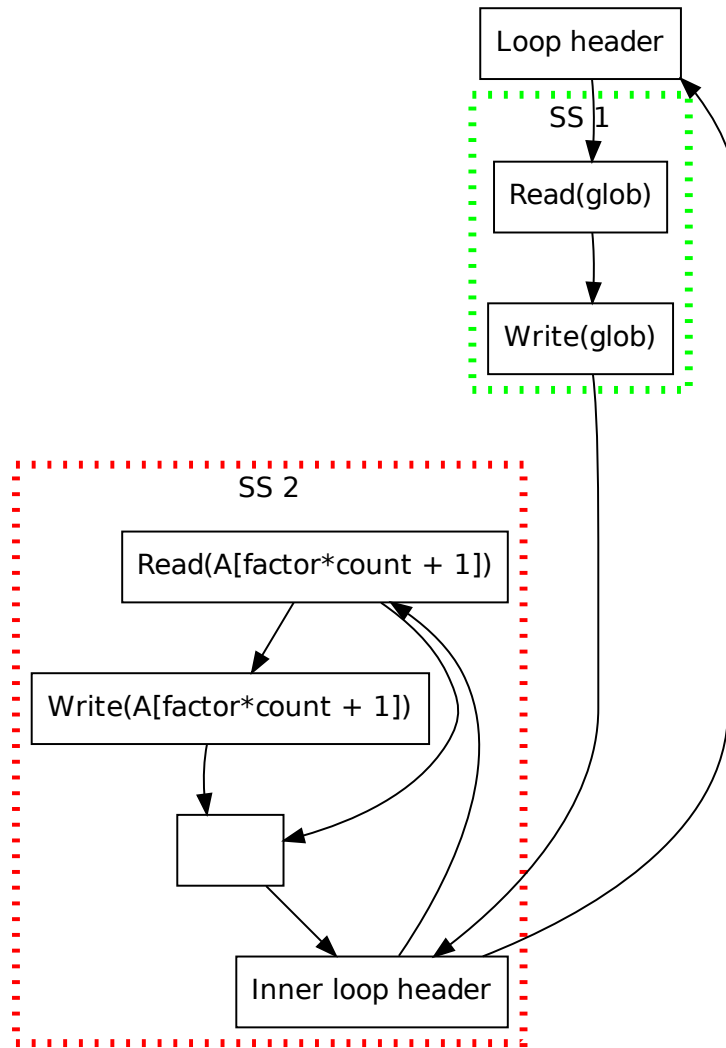 Loop header
SS 1
Read(glob)
Write(glob)
SS 2
Read(A[factor*count + 1])
Write(A[factor*count + 1])
Inner loop header